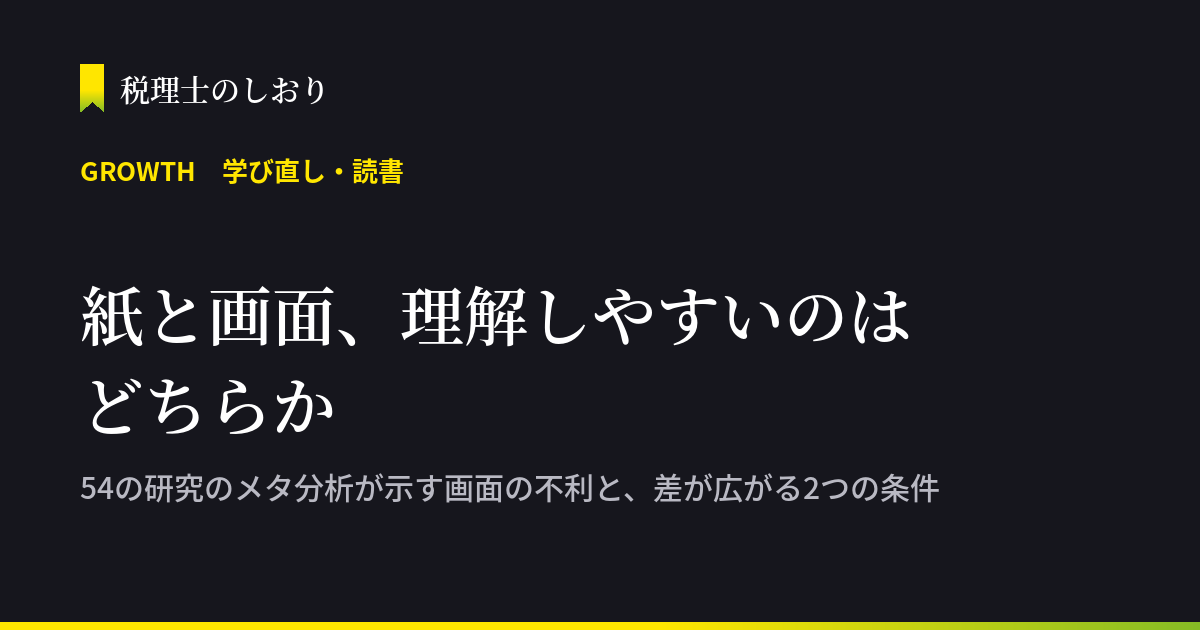 税理士のしおり
GROWTH 学び直し・読書
紙と画面、理解しやすいのは
どちらか
54の研究のメタ分析が示す画面の不利と、差が広がる2つの条件